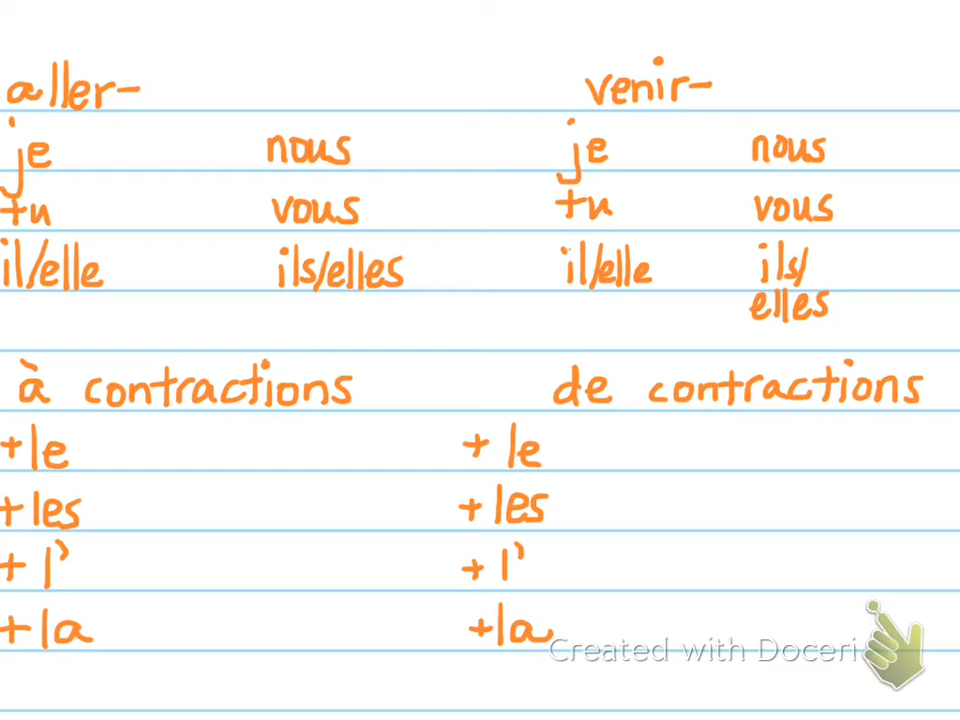 aller- venir-
je nous je nous
tu vous tu vous
il/elle ils/elles il/elle ils/
elles
à contractions de contractions
+le + le
+les + les
+ l' + l'
+la +la
Created with Doceri